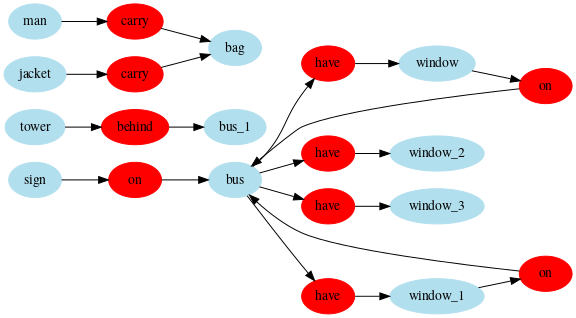 man carry
bag
jacket carry
have window
on
tower behind bus_1
have window_2
sign on bus
have window_3
on
have window_1